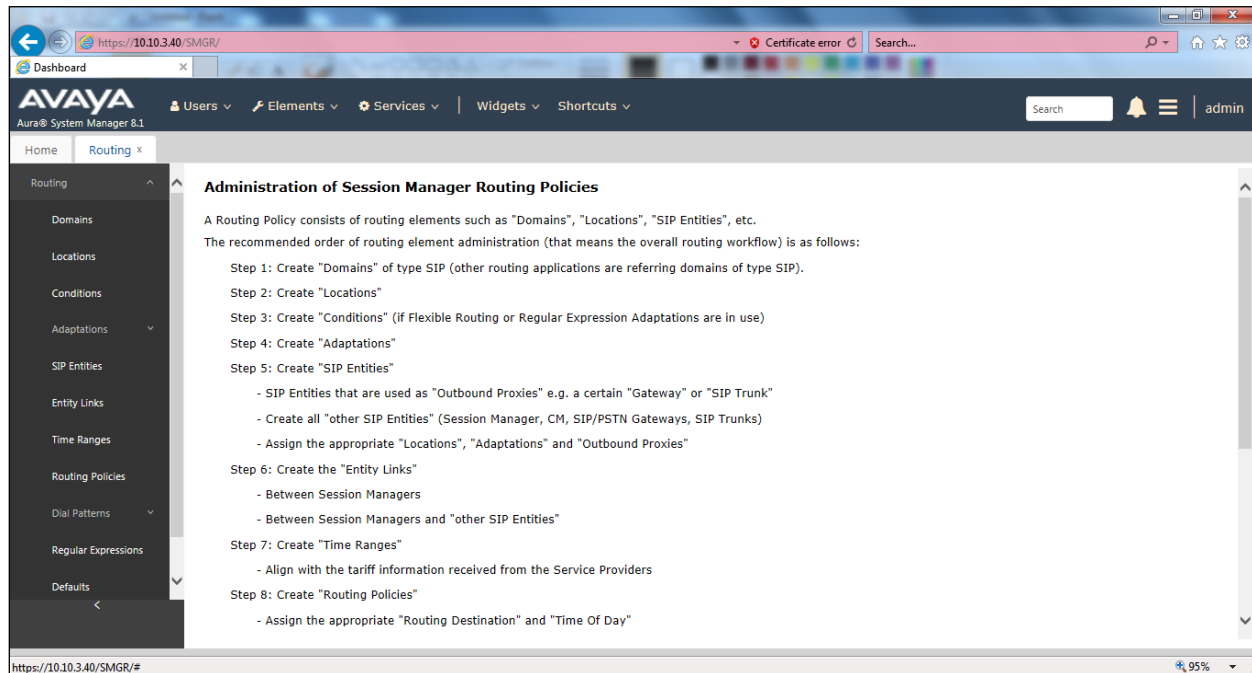 https://10.10.3.40/SMGR/
Certificate error
Search...
Dashboard
AVAYA
Aura® System Manager 8.1
Users
Elements
Services
Widgets
Shortcuts
Search
admin
Home
Routing x
Routing
Domains
Locations
Conditions
Adaptations
SIP Entities
Entity Links
Time Ranges
Routing Policies
Dial Patterns
Regular Expressions
Defaults
Administration of Session Manager Routing Policies
A Routing Policy consists of routing elements such as "Domains", "Locations", "SIP Entities", etc.
The recommended order of routing element administration (that means the overall routing workflow) is as follows:
Step 1: Create "Domains" of type SIP (other routing applications are referring domains of type SIP).
Step 2: Create "Locations"
Step 3: Create "Conditions" (if Flexible Routing or Regular Expression Adaptations are in use)
Step 4: Create "Adaptations"
Step 5: Create "SIP Entities"
- SIP Entities that are used as "Outbound Proxies" e.g. a certain "Gateway" or "SIP Trunk"
- Create all "other SIP Entities" (Session Manager, CM, SIP/PSTN Gateways, SIP Trunks)
- Assign the appropriate "Locations", "Adaptations" and "Outbound Proxies"
Step 6: Create the "Entity Links"
- Between Session Managers
- Between Session Managers and "other SIP Entities"
Step 7: Create "Time Ranges"
- Align with the tariff information received from the Service Providers
Step 8: Create "Routing Policies"
- Assign the appropriate "Routing Destination" and "Time Of Day"
https://10.10.3.40/SMGR/#
95%